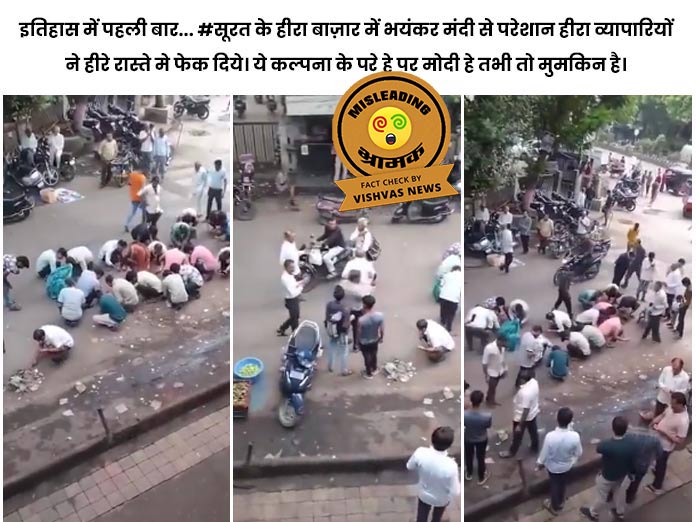 इतिहास में पहली बार... #सूरत के हीरा बाज़ार में भयंकर मंदी से परेशान हीरा व्यापारियों
ने हीरे रास्ते मे फेक दिये। ये कल्पना के परे हे पर मोदी हे तभी तो मुमकिन है।
MISLEADING
भ्रामक
FACT CHECK BY
VISHVAS NEWS